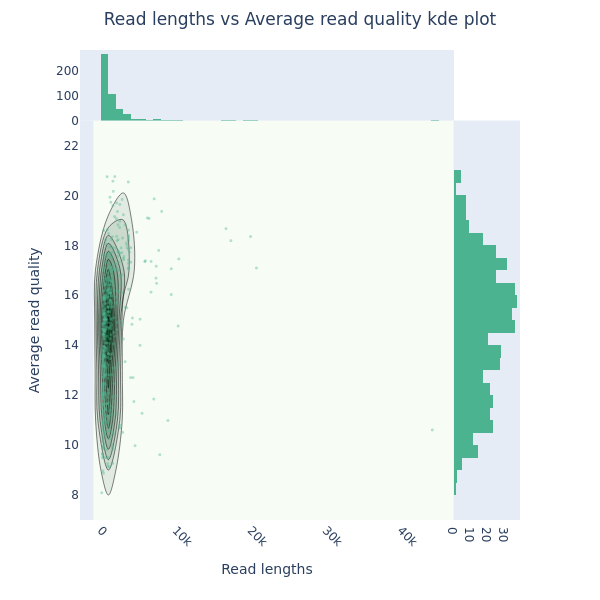 Read lengths vs Average read quality kde plot
200
100
0
22
20
18
16
14
12
10
8
Average read quality
0
10k
20k
30k
40k
0
10
20
30
Read lengths